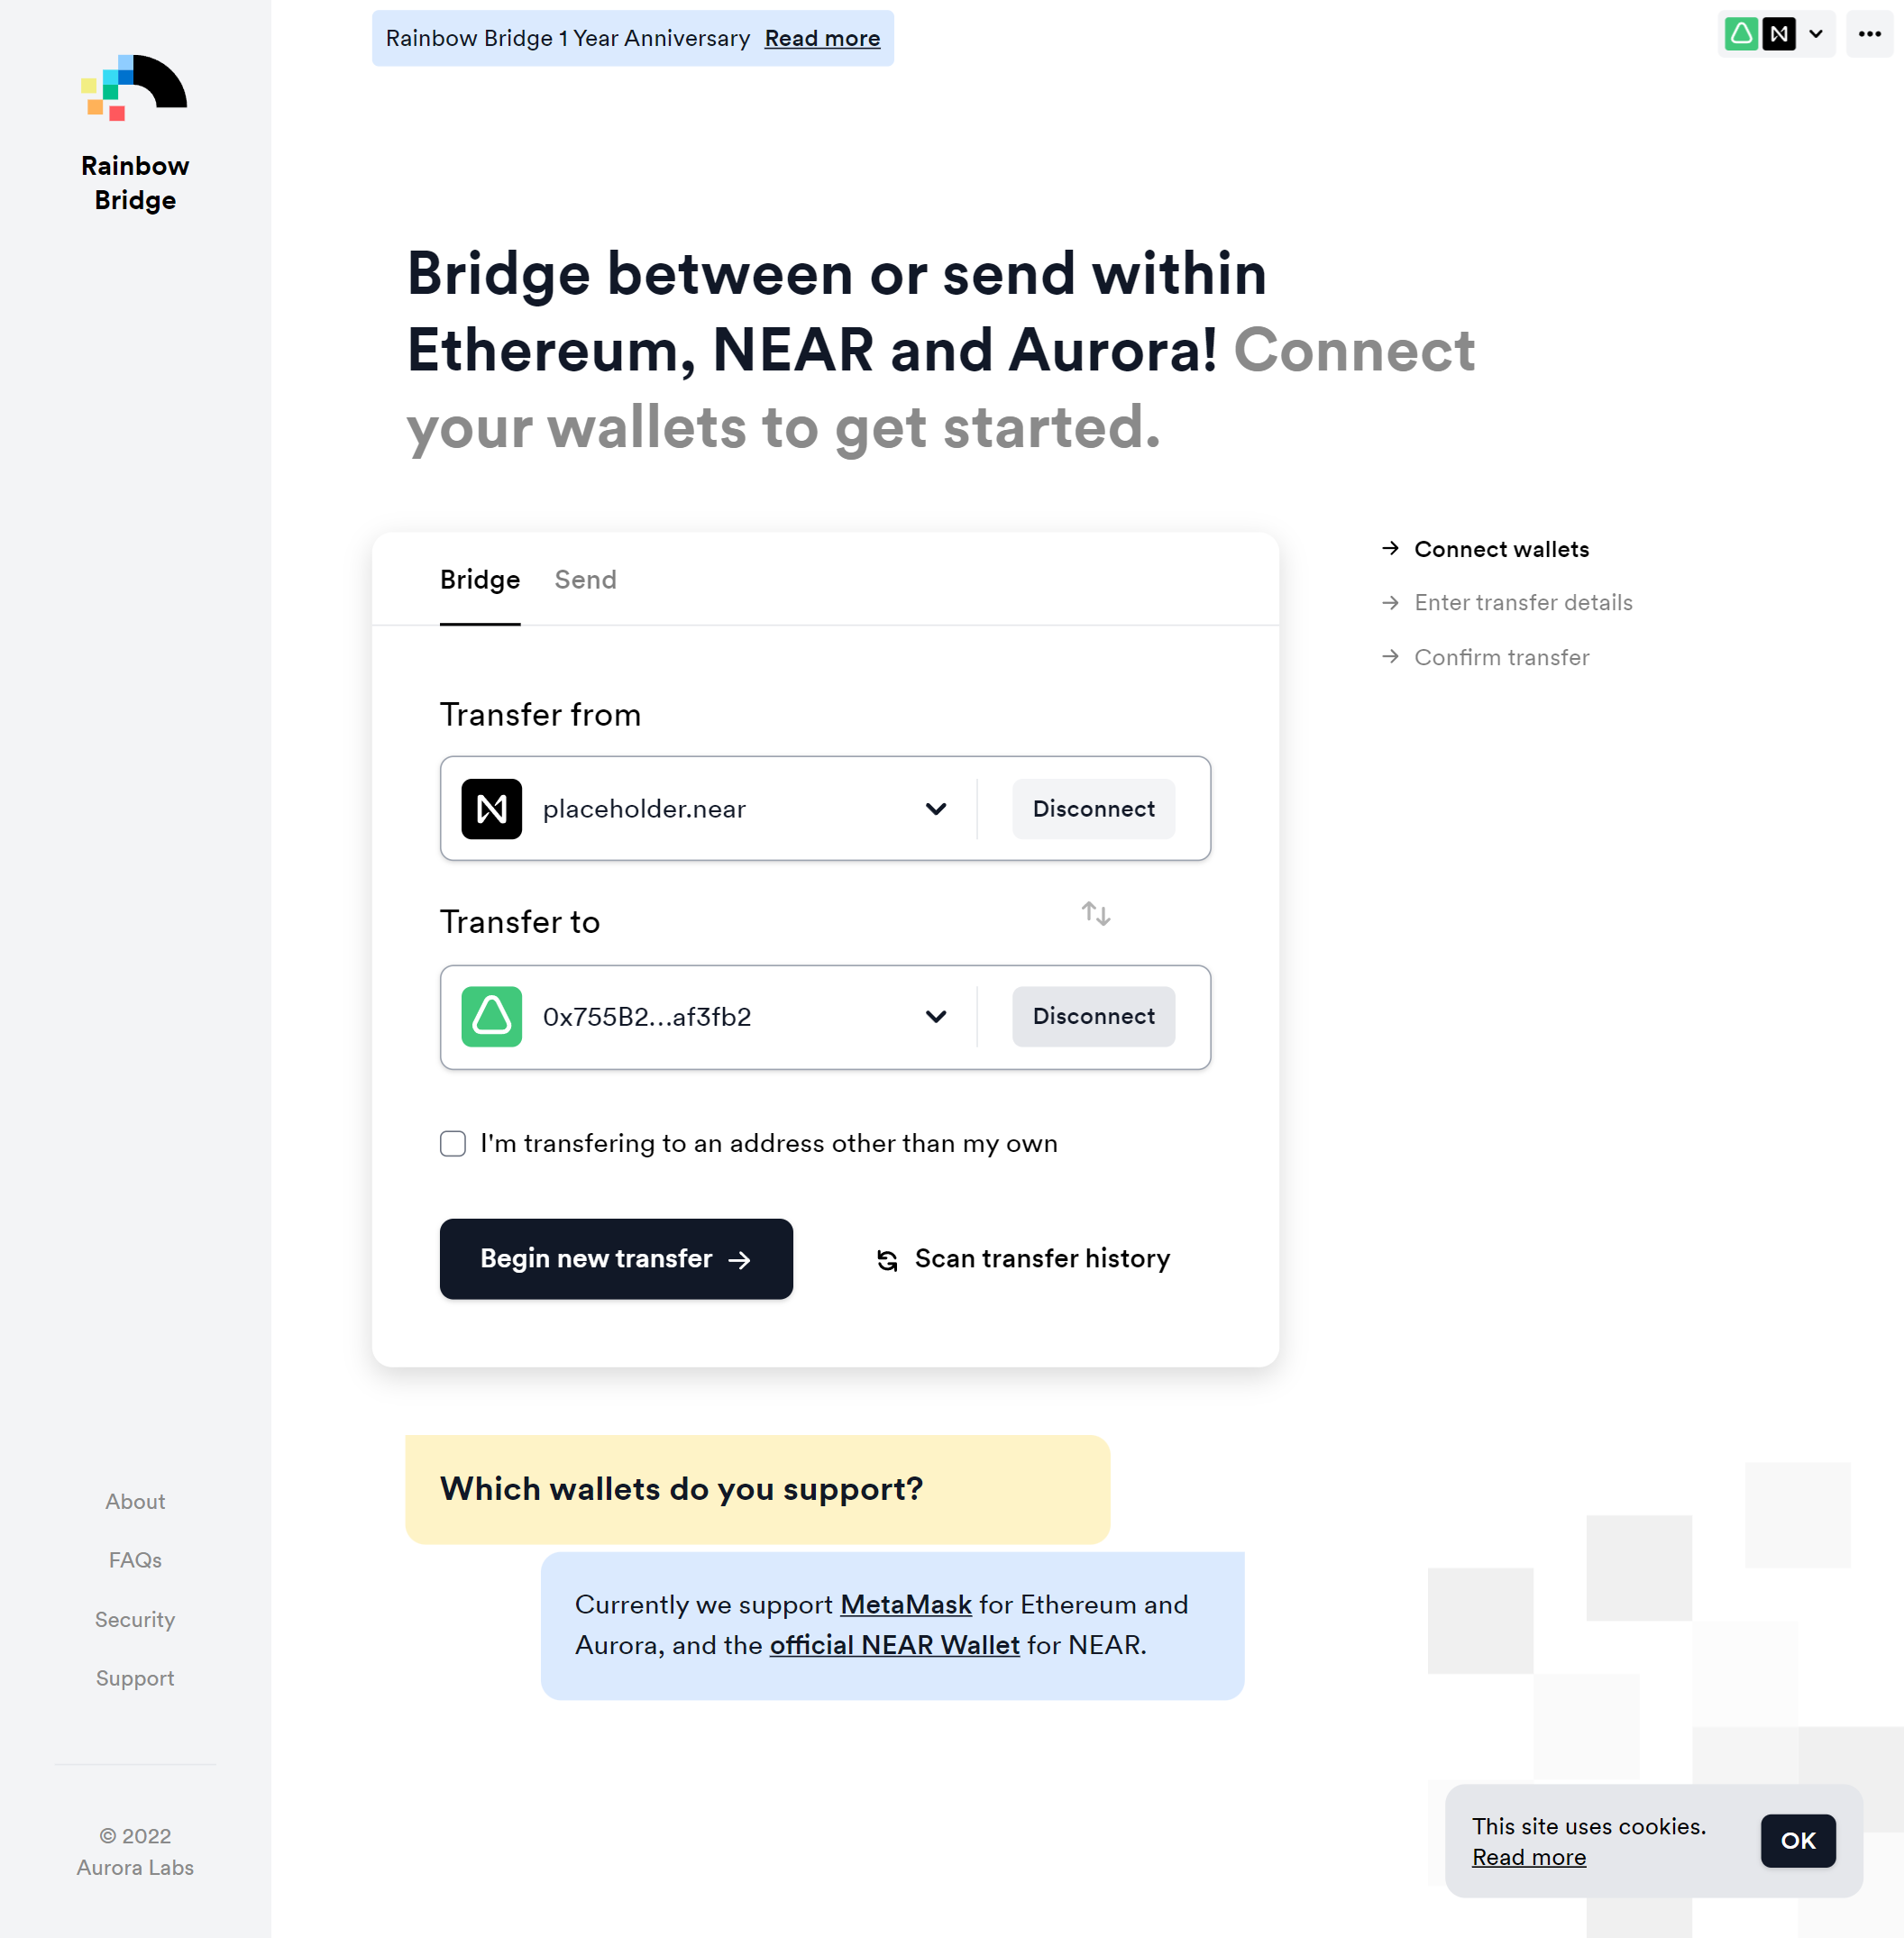 Rainbow
Bridge
Rainbow Bridge 1 Year Anniversary Read more
Bridge between or send within
Ethereum, NEAR and Aurora! Connect
your wallets to get started.
Bridge Send
Transfer from
placeholder.near Disconnect
Transfer to
0x755B2...af3fb2 Disconnect
I'm transfering to an address other than my own
Begin new transfer → Scan transfer history
→ Connect wallets
→ Enter transfer details
→ Confirm transfer
Which wallets do you support?
Currently we support MetaMask for Ethereum and
Aurora, and the official NEAR Wallet for NEAR.
About
FAQs
Security
Support
© 2022
Aurora Labs
This site uses cookies.
Read more
OK